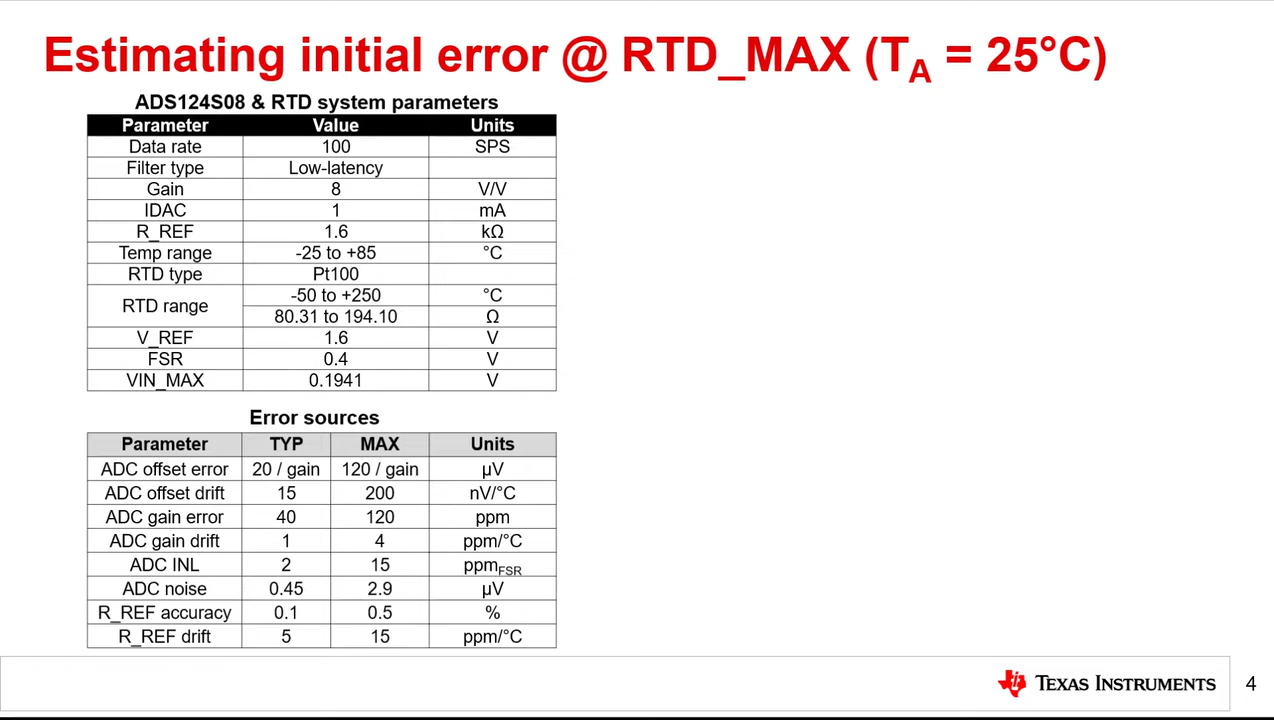 Estimating initial error @ RTD_MAX (TA = 25°C)
ADS124S08 & RTD system parameters
Parameter Value Units
Data rate 100 SPS
Filter type Low-latency
Gain 8 V/V
IDAC 1 mA
R_REF 1.6 kΩ
Temp range -25 to +85 °C
RTD type Pt100
RTD range -50 to +250 °C
80.31 to 194.10 Ω
V_REF 1.6 V
FSR 0.4 V
VIN_MAX 0.1941 V
Error sources
Parameter TYP MAX Units
ADC offset error 20 / gain 120 / gain µV
ADC offset drift 15 200 nV/°C
ADC gain error 40 120 ppm
ADC gain drift 1 4 ppm/°C
ADC INL 2 15 ppmFSR
ADC noise 0.45 2.9 µV
R_REF accuracy 0.1 0.5 %
R_REF drift 5 15 ppm/°C
TEXAS INSTRUMENTS 4